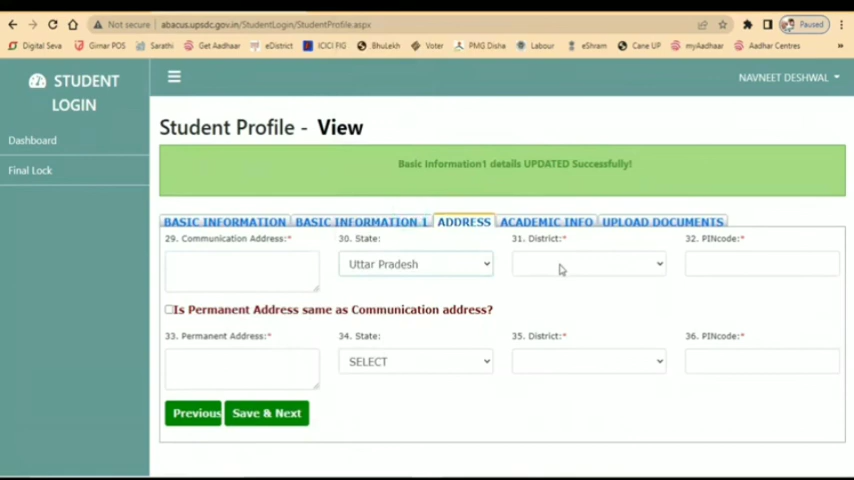 Not secure abacus.upsdc.gov.in/StudentLogin/StudentProfile.aspx Paused
Digital Seva Girnar POS Sarathi Get Aadhaar eDistrict ICICI FIG BhuLekh Voter PMG Disha Labour eShram Cane UP myAadhaar Aadhar Centres »
STUDENT LOGIN
NAVNEET DESHWAL
Dashboard
Final Lock
Student Profile - View
Basic Information1 details UPDATED Successfully!
BASIC INFORMATION BASIC INFORMATION 1 ADDRESS ACADEMIC INFO UPLOAD DOCUMENTS
29. Communication Address:* 30. State: 31. District:* 32. PINcode:*
Uttar Pradesh
Is Permanent Address same as Communication address?
33. Permanent Address:* 34. State: 35. District:* 36. PINcode:*
SELECT
Previous Save & Next